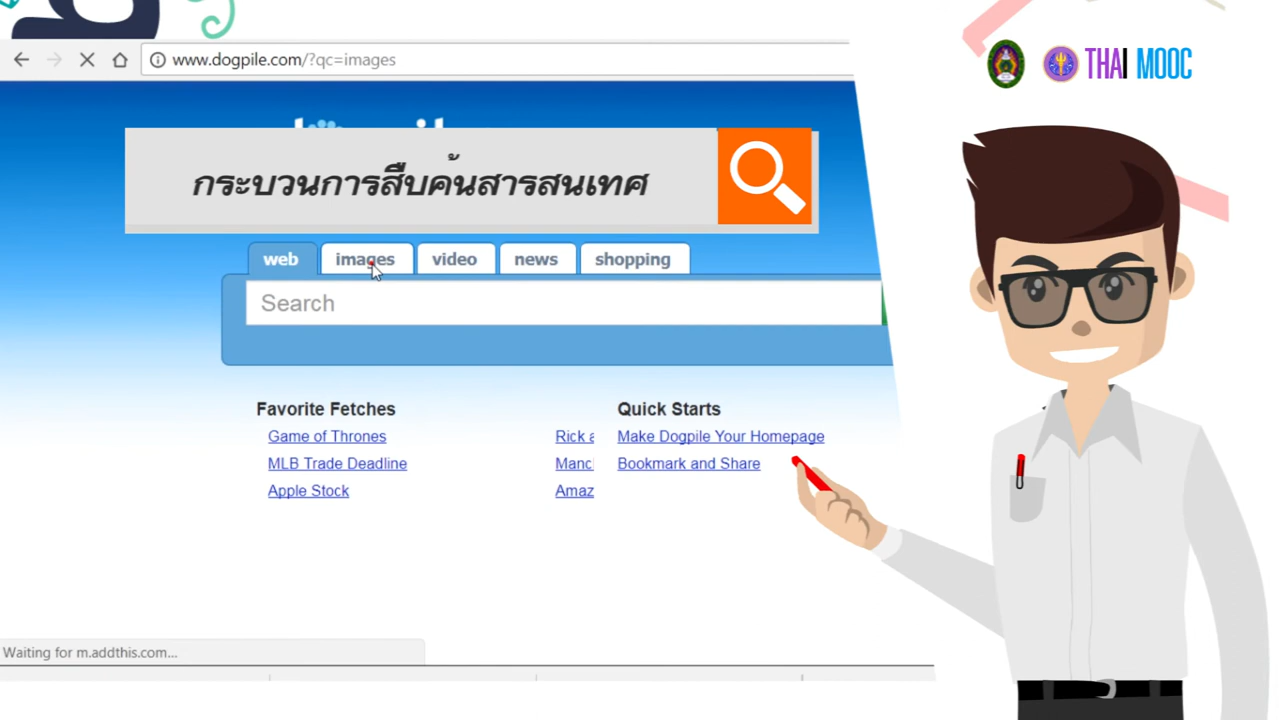 THAI MOOC
www.dogpile.com/?qc=images
กระบวนการสืบค้นสารสนเทศ
web
images
video
news
shopping
Search
Favorite Fetches
Game of Thrones
MLB Trade Deadline
Apple Stock
Rick
Quick Starts
Make Dogpile Your Homepage
Bookmark and Share
Waiting for m.addthis.com...